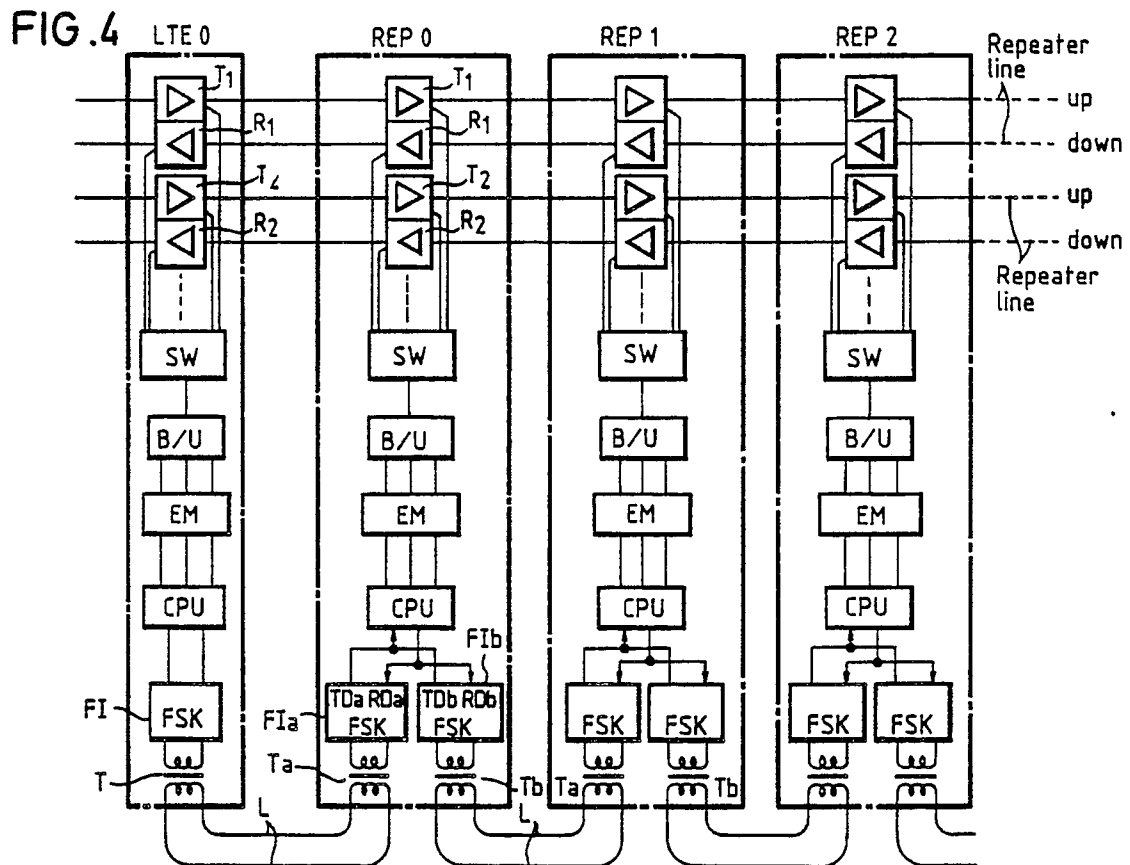 FIG.4
LTE 0 REP 0 REP 1 REP 2
Repeater
line
T1 T1
up
R1 R1
down
T2 T2
up
R2 R2
down
Repeater
line
SW SW SW SW
B/U B/U B/U B/U
EM EM EM EM
CPU CPU CPU CPU
FIb
TDa RDa TDb RDb
FI FSK FIa FSK FSK FSK FSK FSK FSK
T Ta Tb Ta Tb
L L